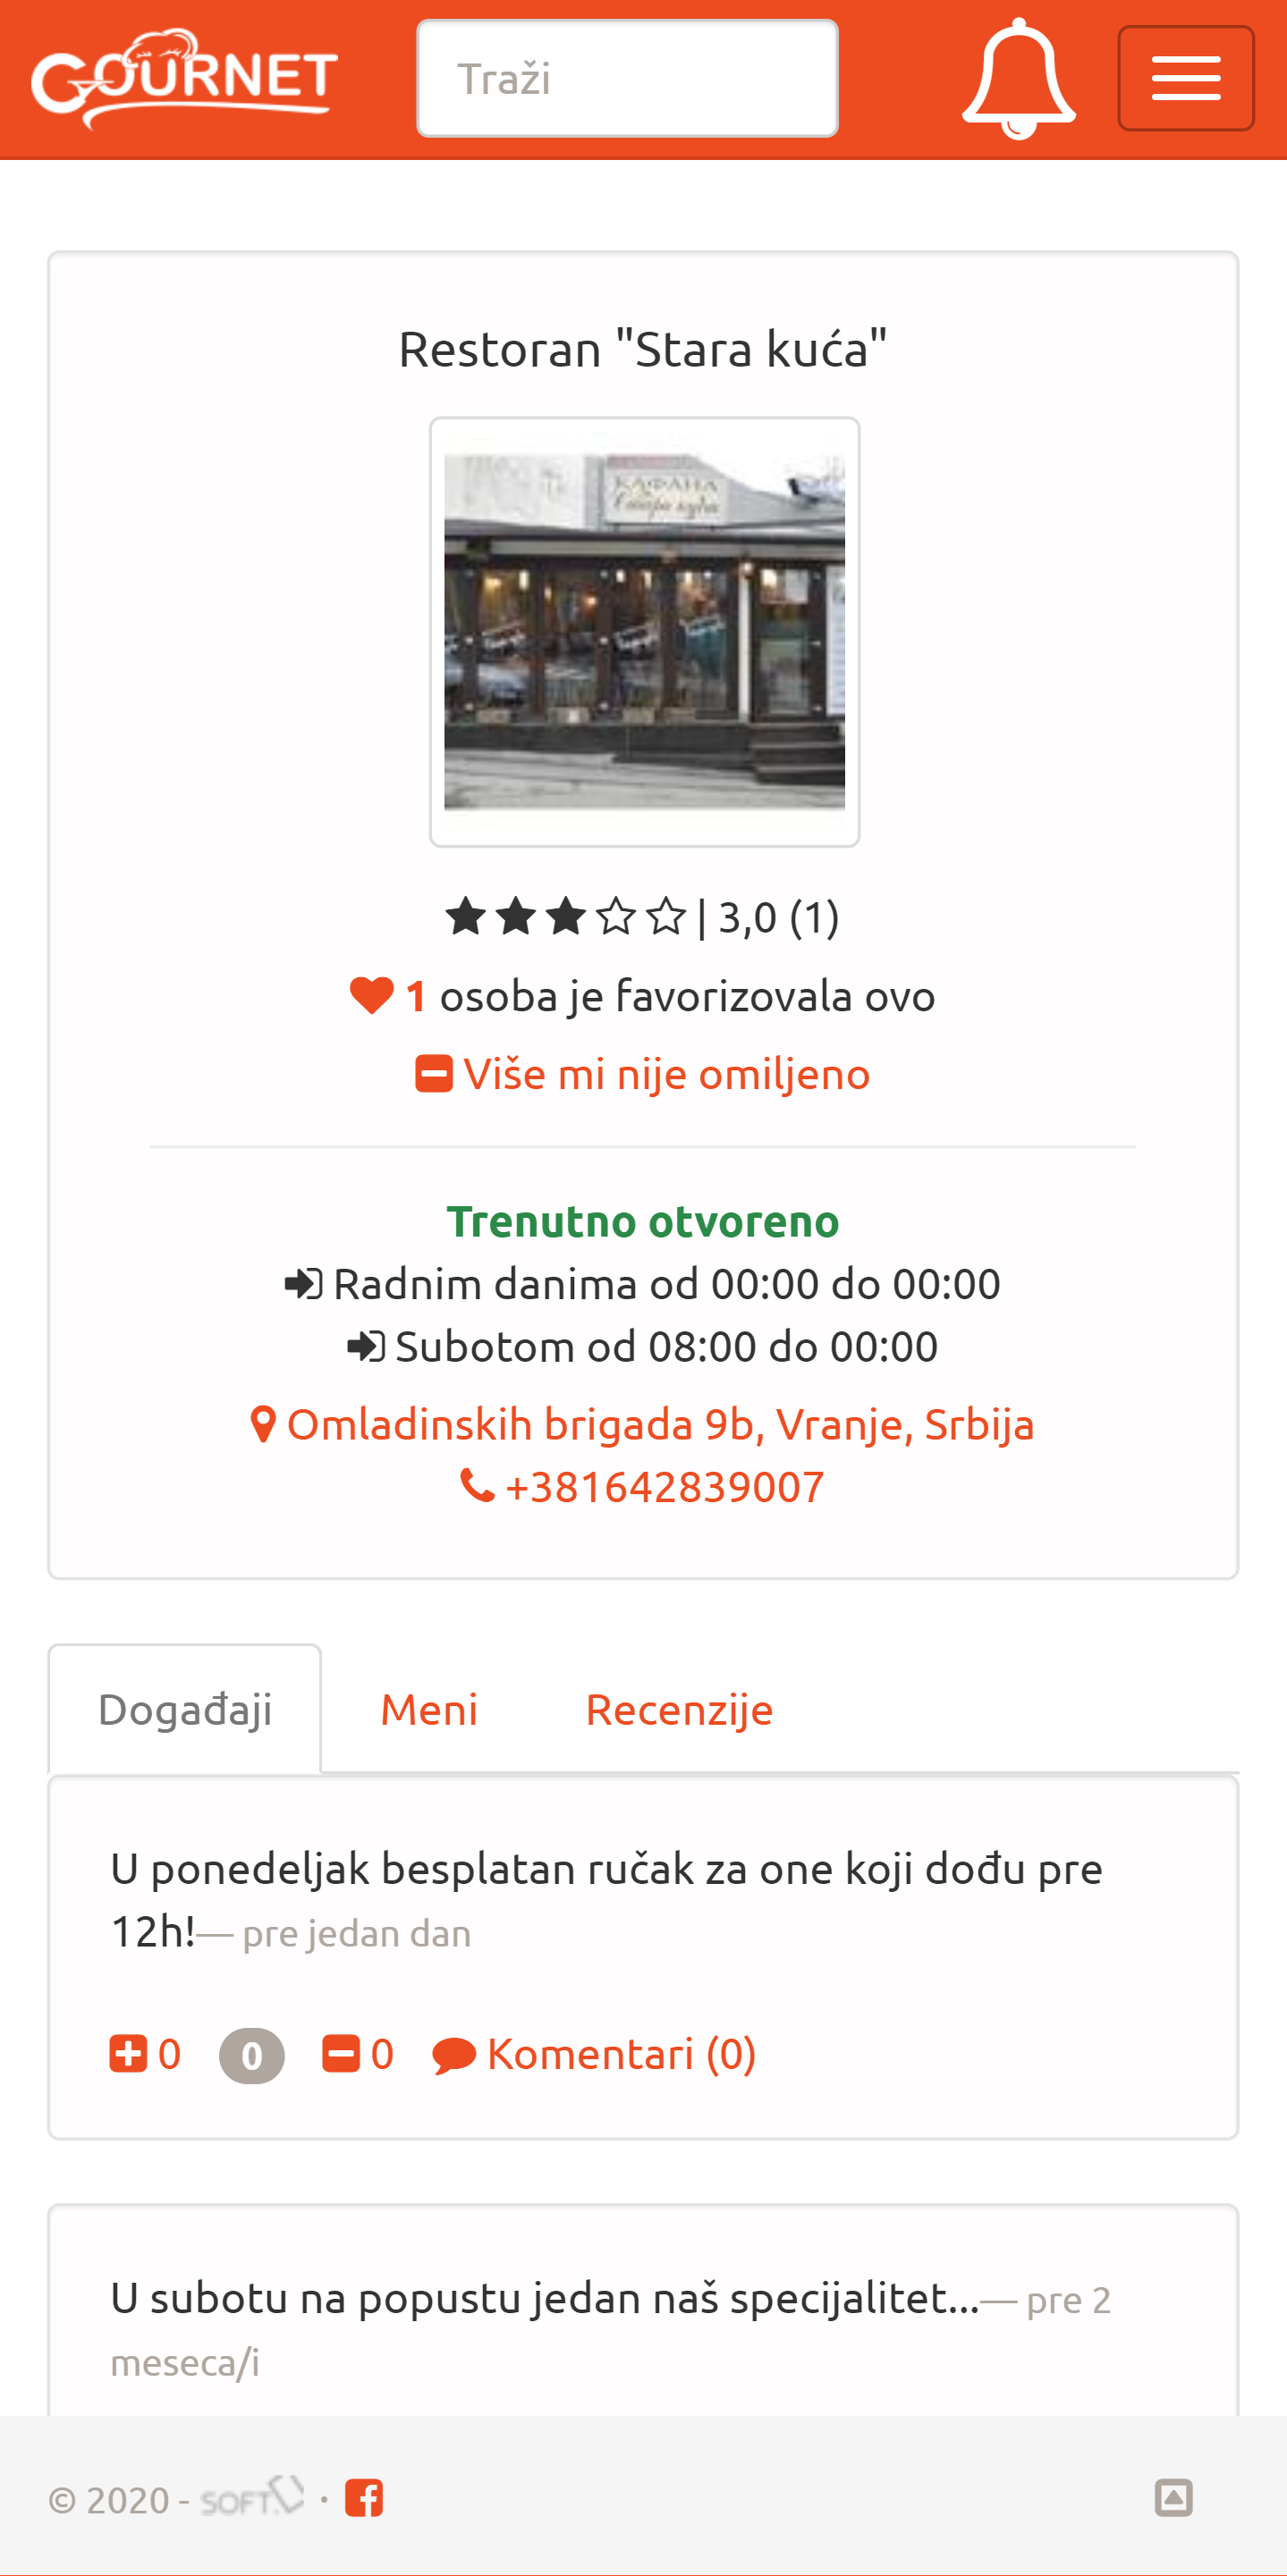 GOURNET
Traži
Restoran "Stara kuća"
КАФАНА
| 3,0 (1)
1 osoba je favorizovala ovo
Više mi nije omiljeno
Trenutno otvoreno
Radnim danima od 00:00 do 00:00
Subotom od 08:00 do 00:00
Omladinskih brigada 9b, Vranje, Srbija
+381642839007
Događaji Meni Recenzije
U ponedeljak besplatan ručak za one koji dođu pre
12h!— pre jedan dan
0 0 0 Komentari (0)
U subotu na popustu jedan naš specijalitet...— pre 2
meseca/i
© 2020 - SOFT. ·